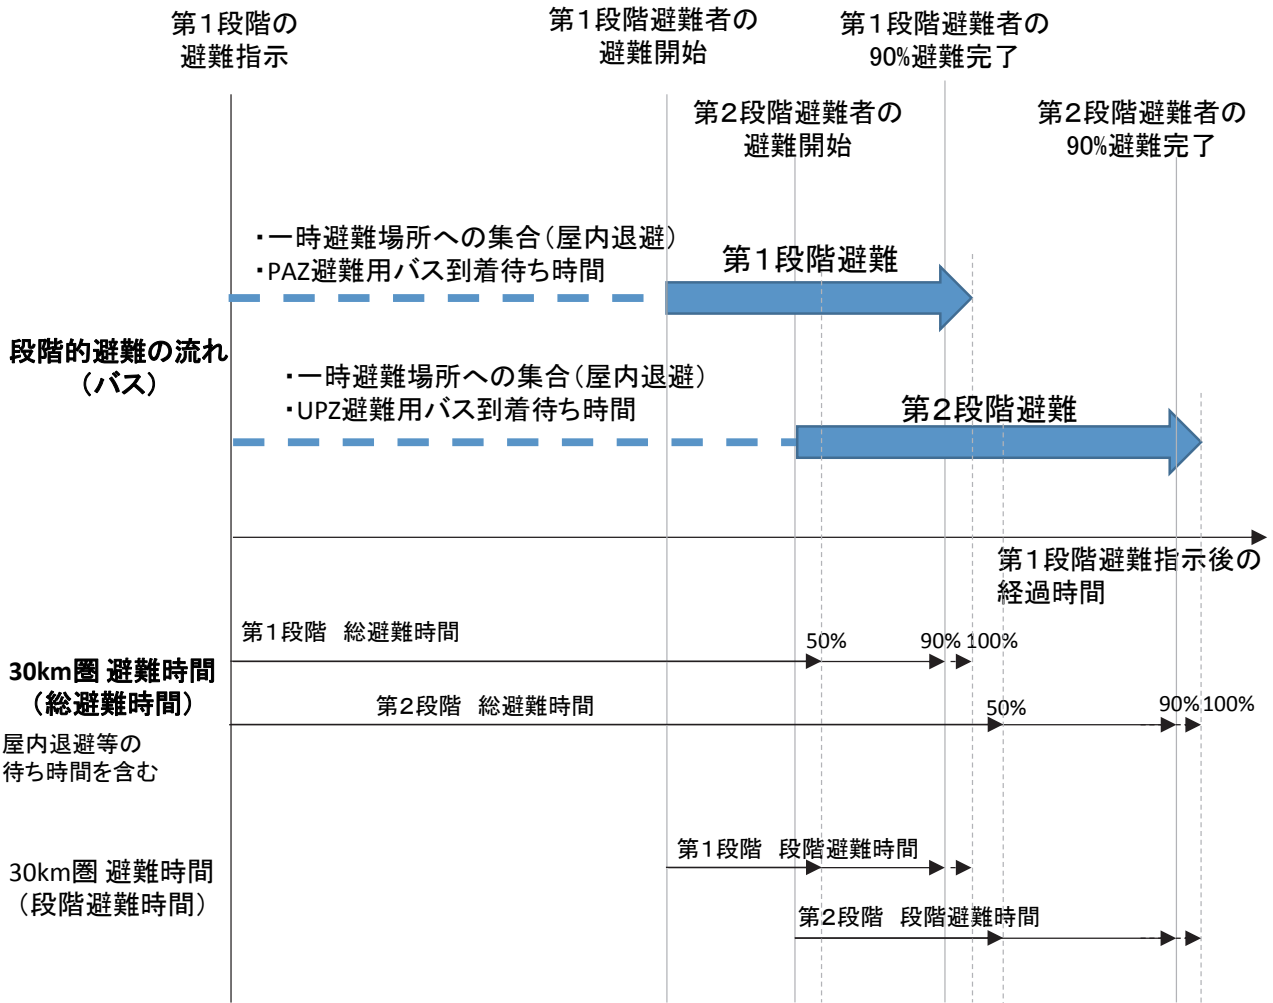 第1段階の
避難指示
第1段階避難者の
避難開始
第1段階避難者の
90%避難完了
第2段階避難者の
避難開始
第2段階避難者の
90%避難完了
・一時避難場所への集合(屋内退避)
・PAZ避難用バス到着待ち時間
第1段階避難
段階的避難の流れ
(バス)
・一時避難場所への集合(屋内退避)
・UPZ避難用バス到着待ち時間
第2段階避難
第1段階避難指示後の
経過時間
第1段階 総避難時間
50%
90%
100%
30km圏 避難時間
(総避難時間)
第2段階 総避難時間
50%
90%
100%
屋内退避等の
待ち時間を含む
第1段階 段階避難時間
30km圏 避難時間
(段階避難時間)
第2段階 段階避難時間